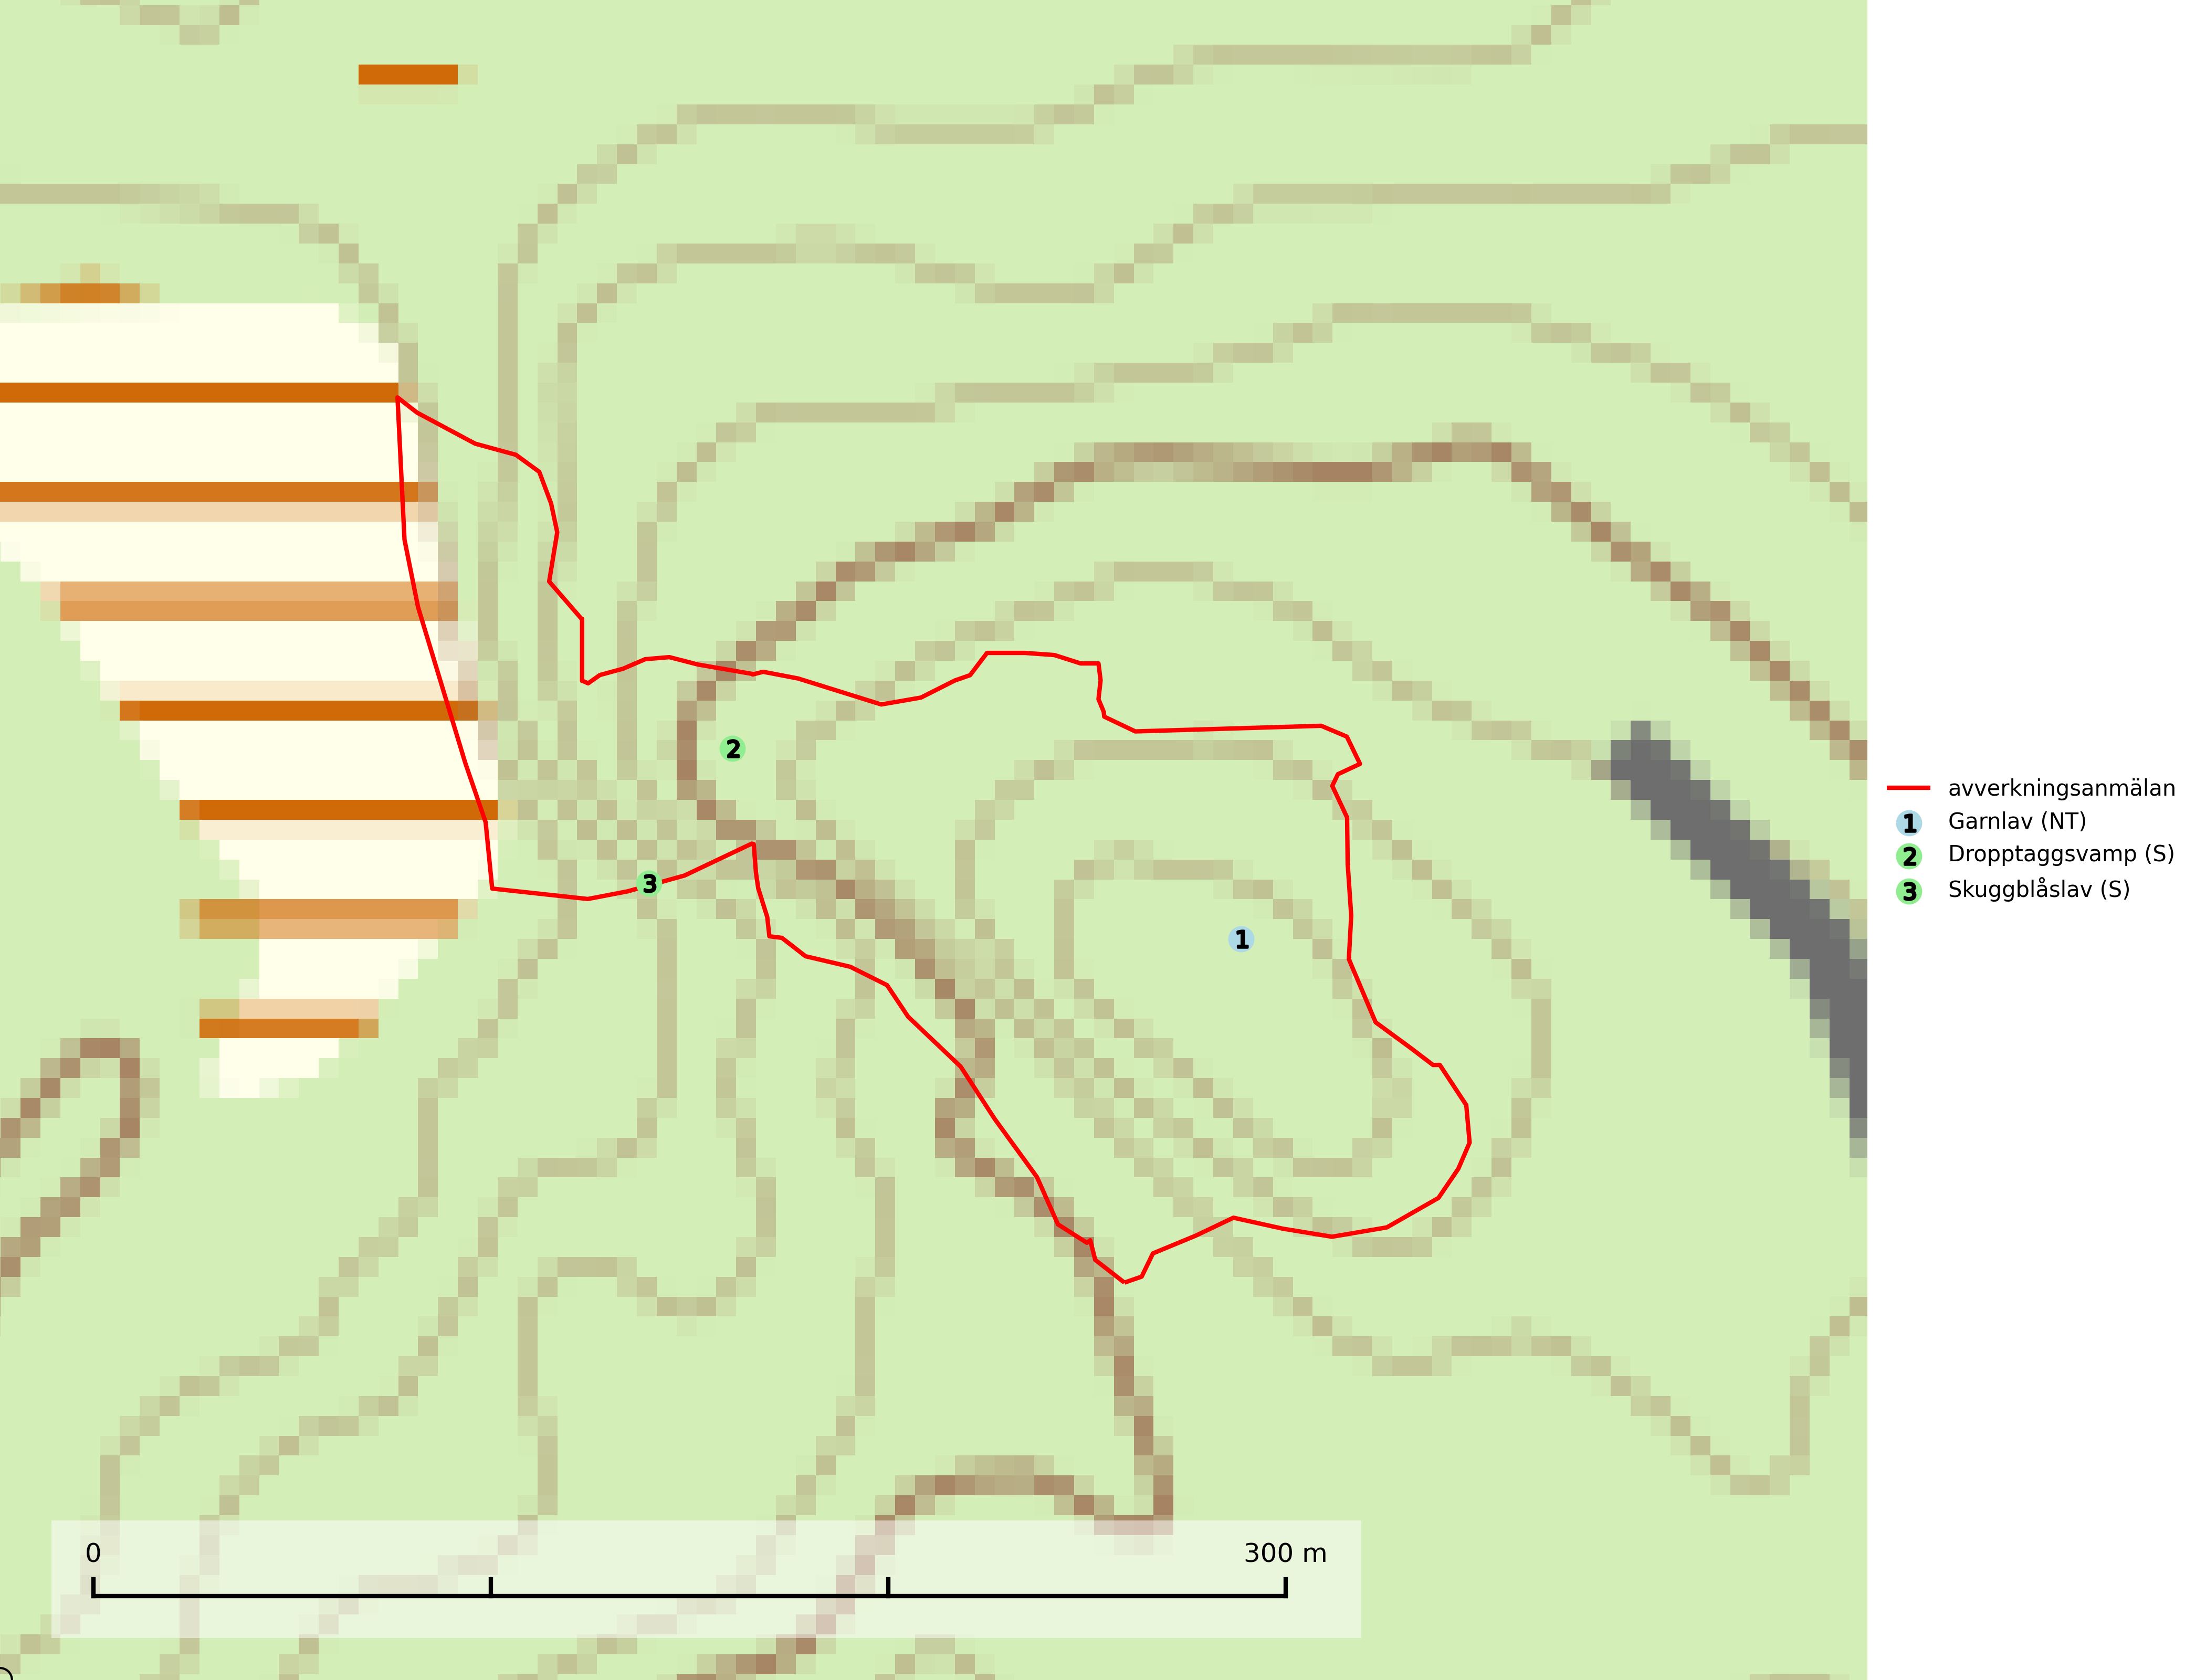 2
3
1
avverkningsanmälan
1 Garnlav (NT)
2 Dropptaggsvamp (S)
3 Skuggblåslav (S)
0 300 m